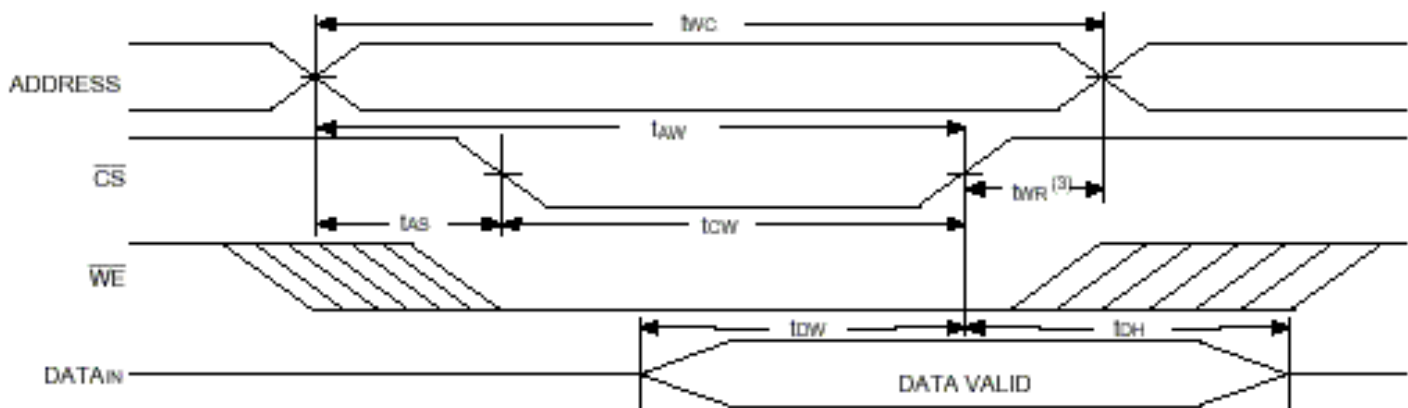 tWC
ADDRESS
tAW
CS
tWR (3)
tAS
tCW
WE
tDW
tDH
DATAIN
DATA VALID